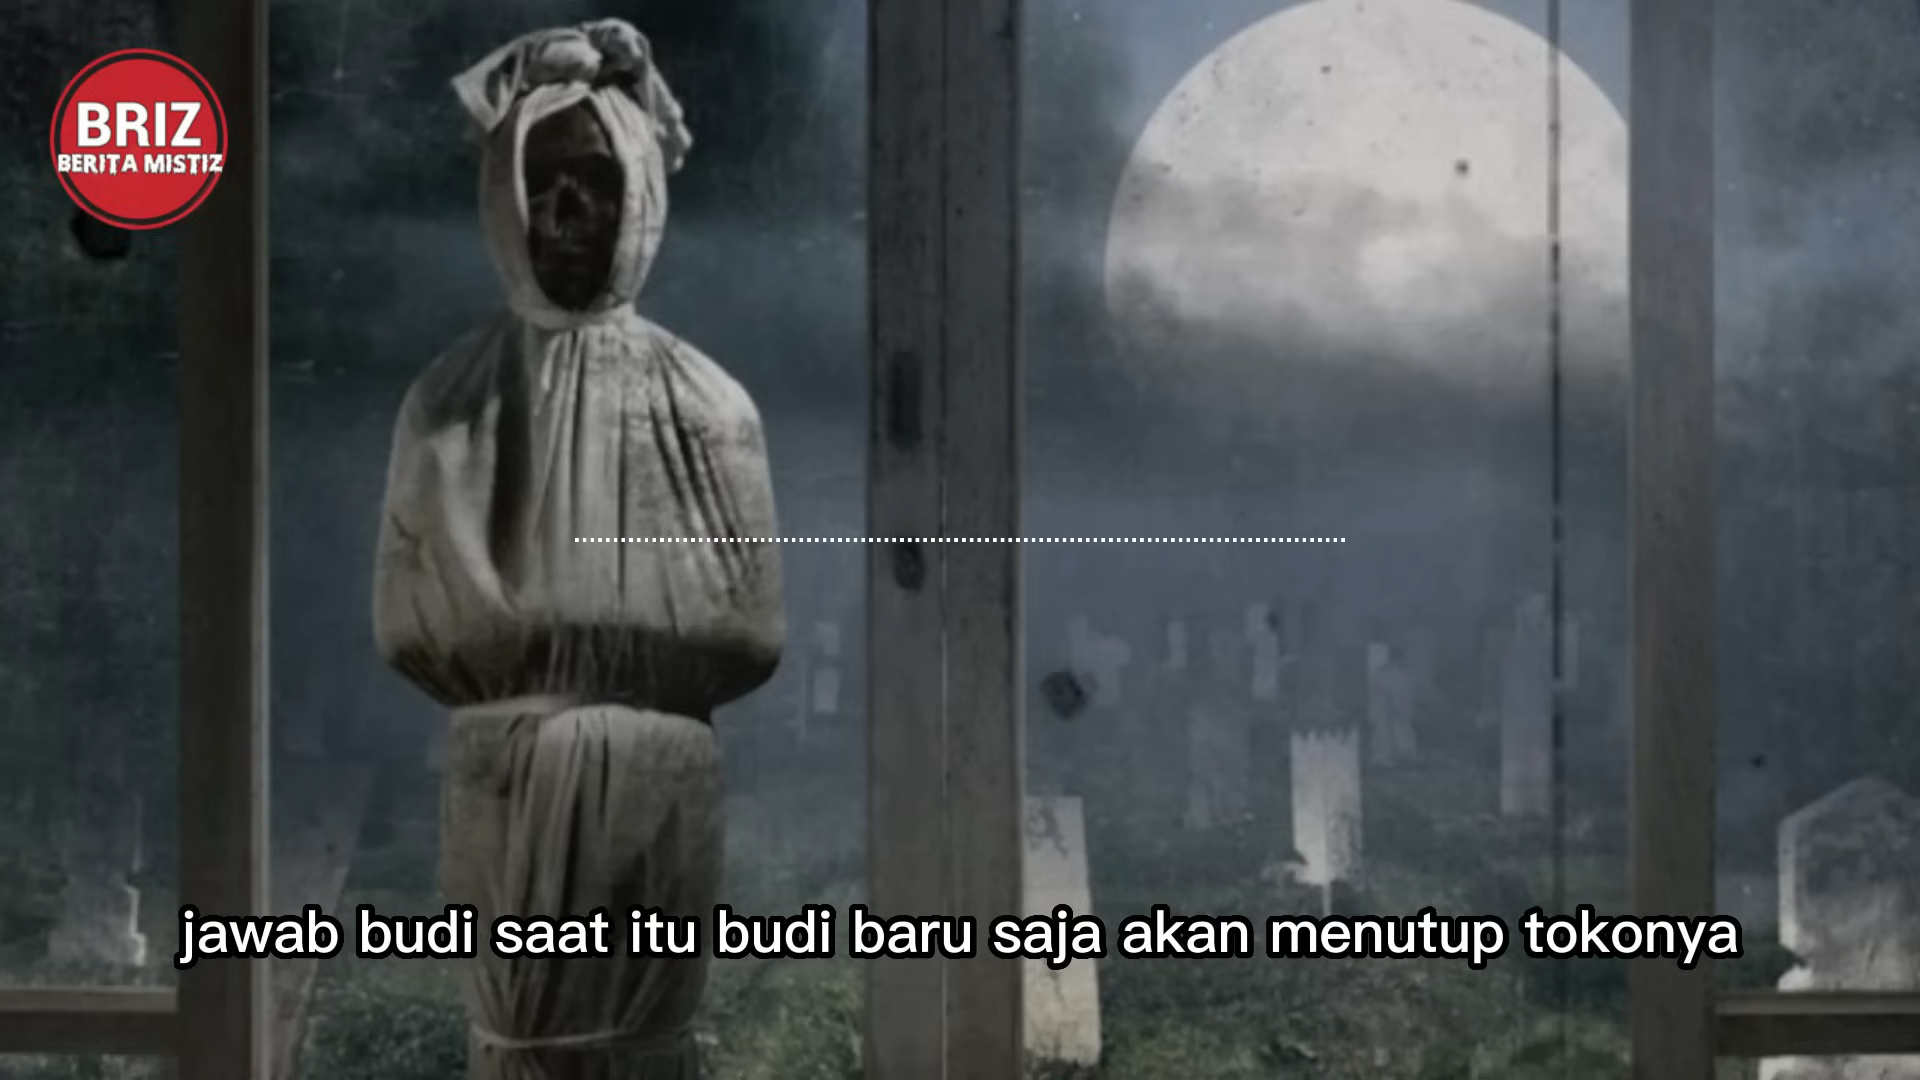 BRIZ
BERITA MISTIZ
jawab budi saat itu budi baru saja akan menutup tokonya